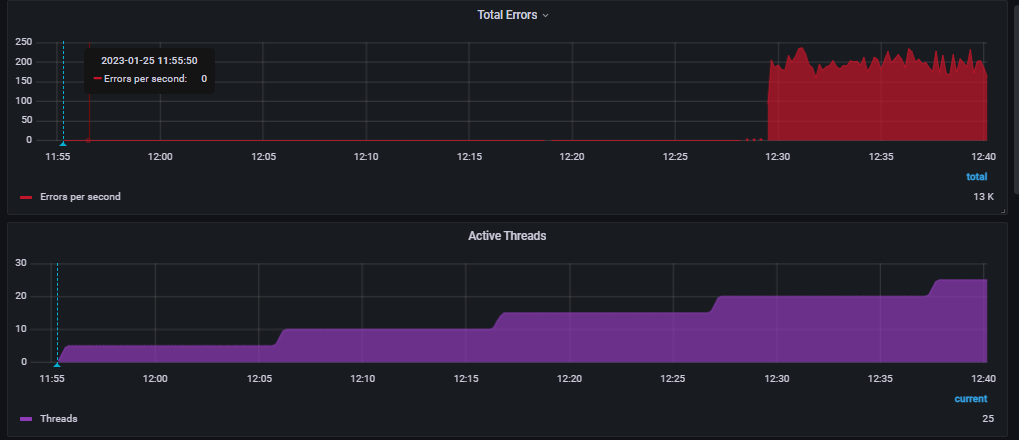 Total Errors
250
200
150
100
50
0
2023-01-25 11:55:50
Errors per second: 0
11:55 12:00 12:05 12:10 12:15 12:20 12:25 12:30 12:35 12:40
total
Errors per second 13 K
Active Threads
30
20
10
0
11:55 12:00 12:05 12:10 12:15 12:20 12:25 12:30 12:35 12:40
current
Threads 25